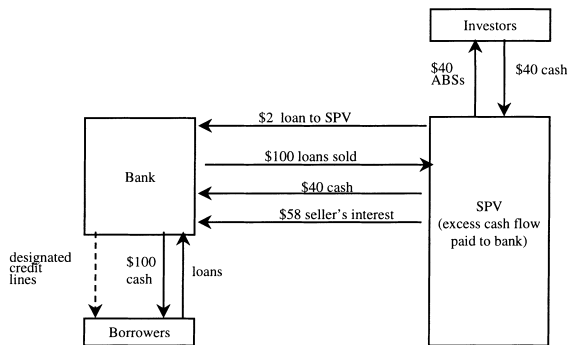 Investors
$40
ABSs
$40 cash
$2 loan to SPV
$100 loans sold
Bank
$40 cash
$58 seller's interest
SPV
(excess cash flow
paid to bank)
designated
credit
lines
$100
cash
loans
Borrowers